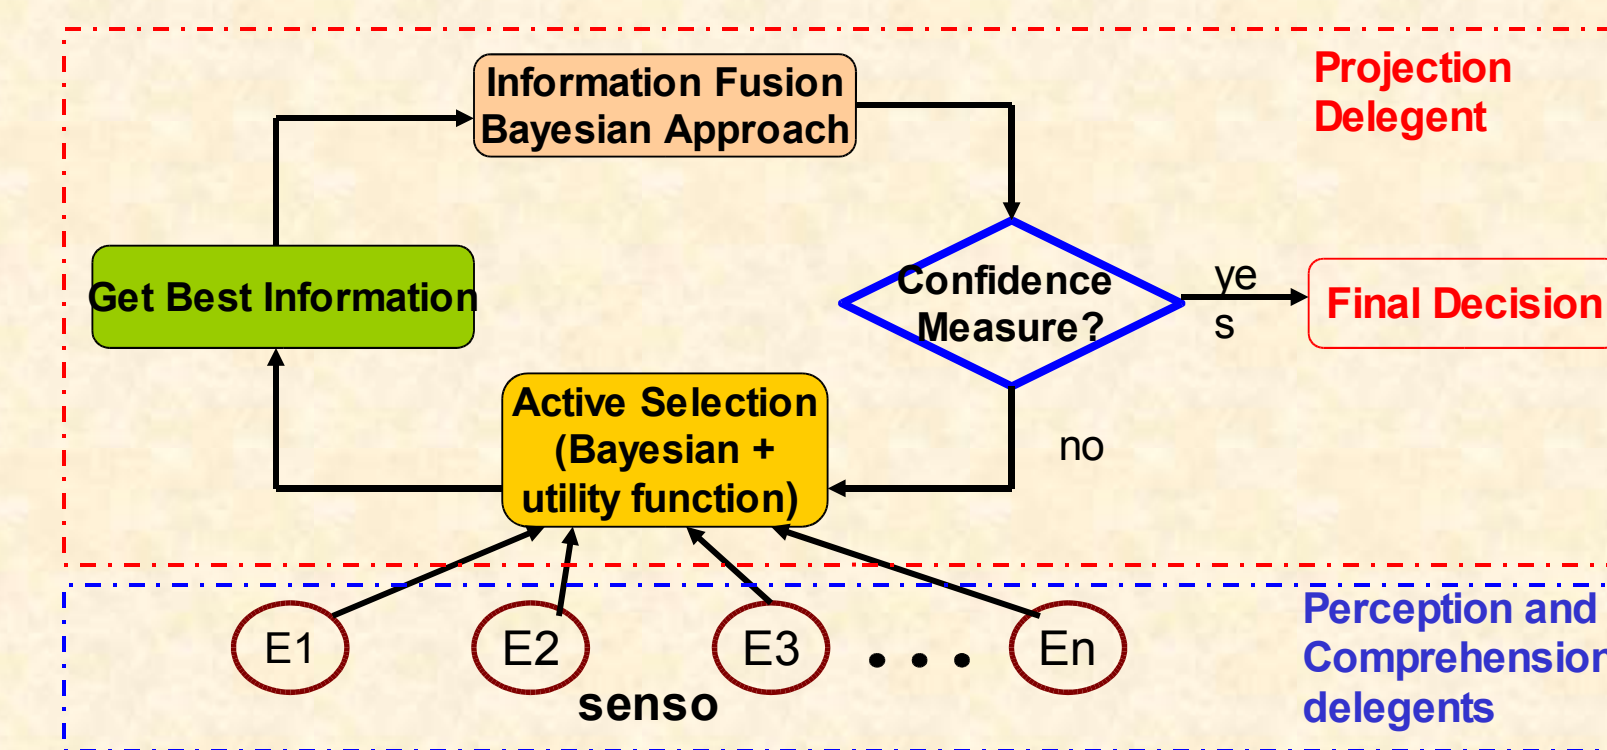 Projection
Delegent
Information Fusion
Bayesian Approach
Get Best Information
Confidence
Measure?
ye
s
Final Decision
Active Selection
(Bayesian +
utility function)
no
E1
E2
E3
• • •
En
senso
Perception and
Comprehension
delegents